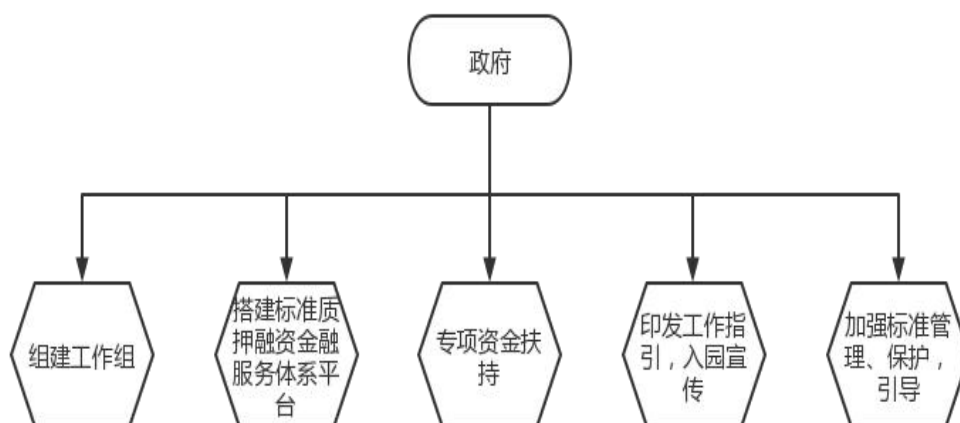 政府
组建工作组
搭建标准质
押融资金融
服务体系平
台
专项资金扶
持
印发工作指
引，入园宣
传
加强标准管
理、保护，
引导